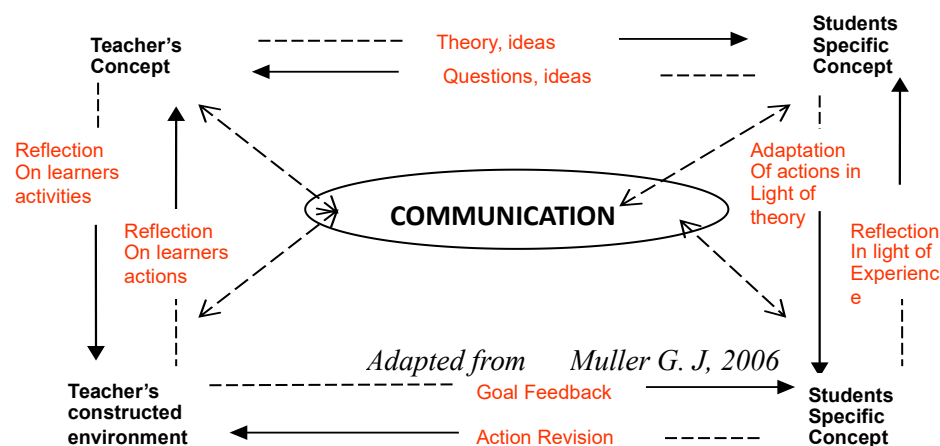 Teacher's
Concept
Theory, ideas
Questions, ideas
Students
Specific
Concept
Reflection
On learners
activities
Reflection
On learners
actions
COMMUNICATION
Adaptation
Of actions in
Light of
theory
Reflection
In light of
Experienc
e
Adapted from Muller G. J, 2006
Teacher's
constructed
environment
Goal Feedback
Action Revision
Students
Specific
Concept